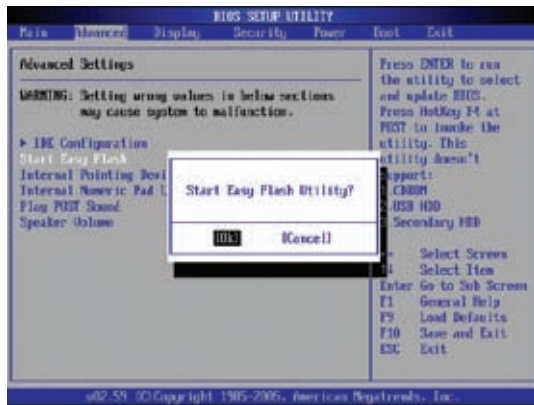 BIOS SETUP UTILITY
Main Advanced Display Security Power Boot Exit
Advanced Settings
WARNING: Setting wrong values in below sections
may cause system to malfunction.
▶ IDE Configuration
Start Easy Flash
Internal Pointing Devi
Internal Numeric Pad L
Play POST Sound
Speaker Volume
Start Easy Flash Utility?
[Ok] [Cancel]
Press ENTER to run
the utility to select
and update BIOS.
Press HotKey F4 at
POST to invoke the
utility. This
utility doesn't
support:
CDROM
USB HDD
Secondary HDD
Select Screen
Select Item
Enter Go to Sub Screen
F1 General Help
F9 Load Defaults
F10 Save and Exit
ESC Exit
v02.59 (C)Copyright 1985-2005, American Megatrends, Inc.